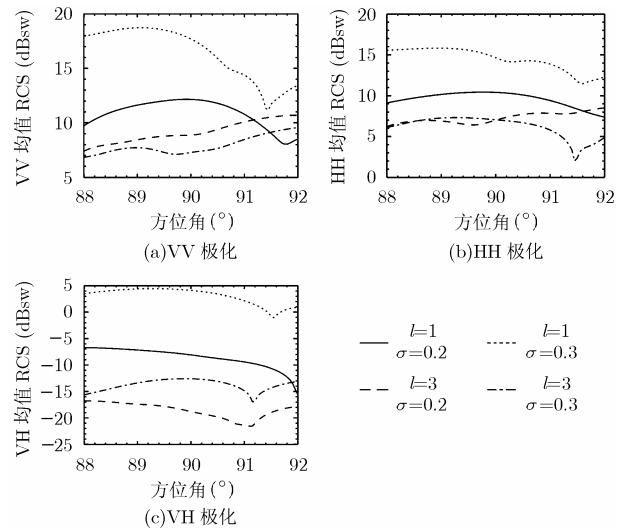 VV 均值 RCS (dBsw)
20
15
10
5
88 89 90 91 92
方位角(°)
(a)VV 极化
HH 均值 RCS (dBsw)
20
15
10
5
0
88 89 90 91 92
方位角(°)
(b)HH 极化
VH 均值 RCS (dBsw)
5
0
−5
−10
−15
−20
−25
88 89 90 91 92
方位角(°)
(c)VH 极化
l=1
σ=0.2
l=1
σ=0.3
l=3
σ=0.2
l=3
σ=0.3